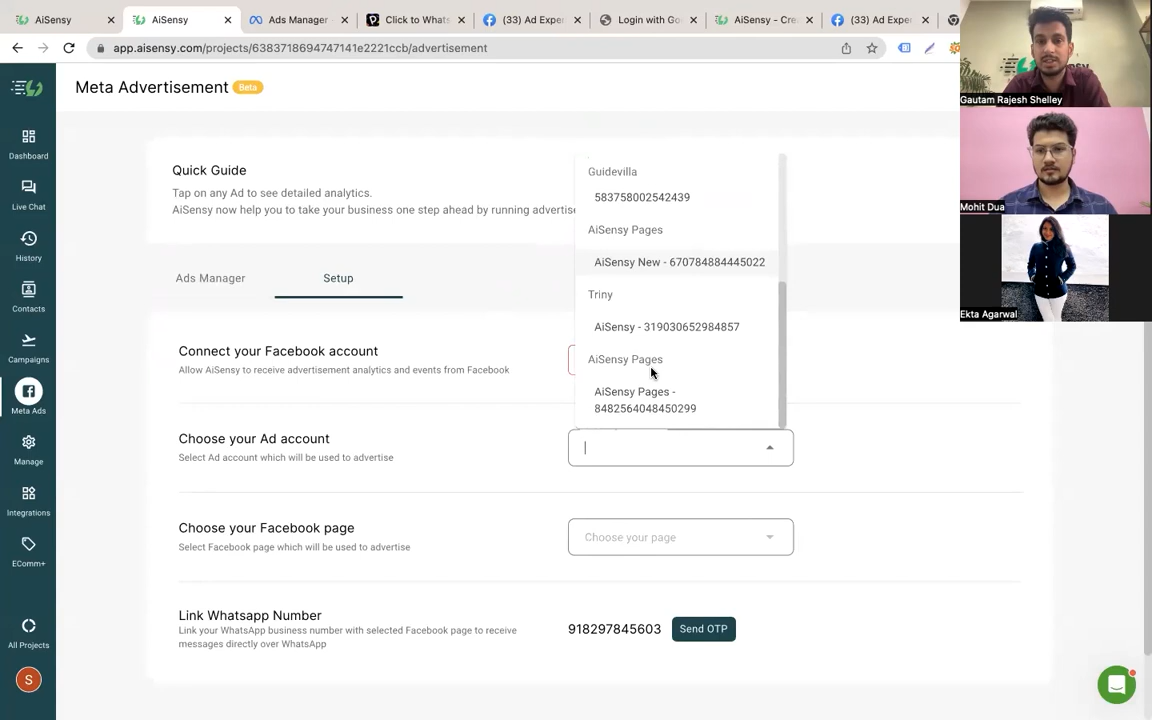 AiSensy
AiSensy
Ads Manager -
Click to Whats
(33) Ad Exper
Login with Go
AiSensy - Cre
(33) Ad Exper
app.aisensy.com/projects/6383718694747141e2221ccb/advertisement
Meta Advertisement Beta
Gautam Rajesh Shelley
Mohit Dua
Ekta Agarwal
Dashboard
Live Chat
History
Contacts
Campaigns
Meta Ads
Manage
Integrations
EComm+
All Projects
S
Quick Guide
Tap on any Ad to see detailed analytics.
AiSensy now help you to take your business one step ahead by running advertise
Ads Manager
Setup
Guidevilla
583758002542439
AiSensy Pages
AiSensy New - 670784884445022
Triny
AiSensy - 319030652984857
AiSensy Pages
AiSensy Pages -
8482564048450299
Connect your Facebook account
Allow AiSensy to receive advertisement analytics and events from Facebook
Choose your Ad account
Select Ad account which will be used to advertise
Choose your Facebook page
Select Facebook page which will be used to advertise
Choose your page
Link Whatsapp Number
Link your WhatsApp business number with selected Facebook page to receive
messages directly over WhatsApp
918297845603
Send OTP